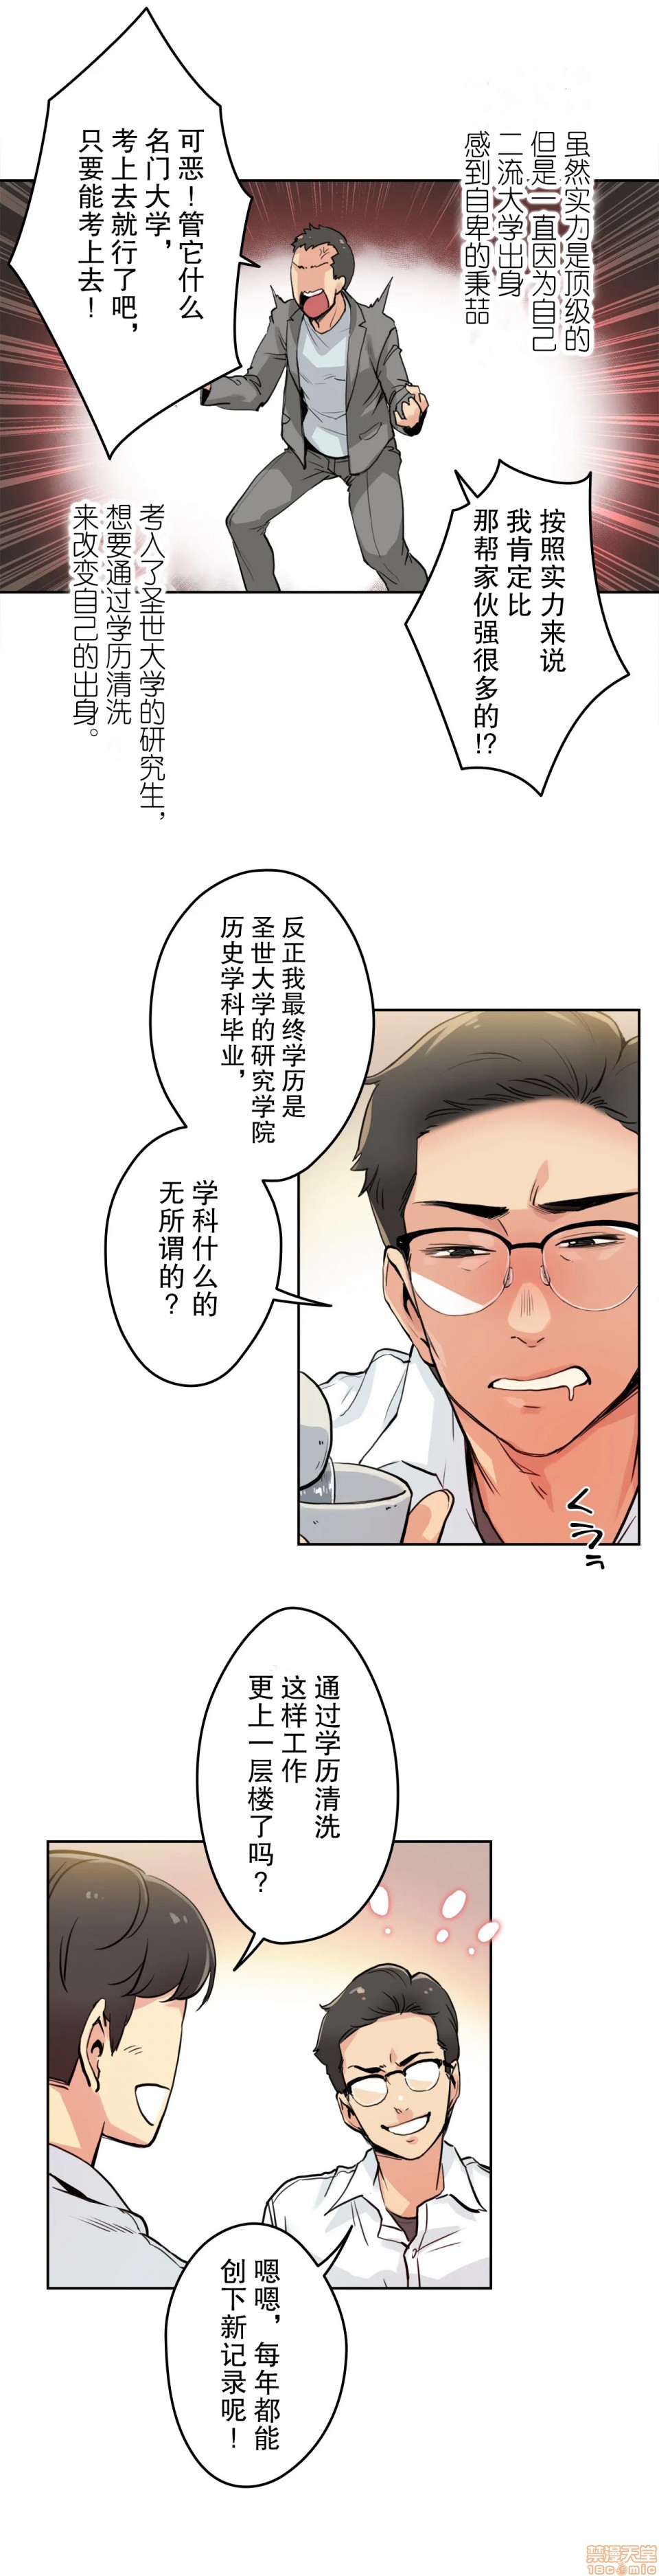 虽然实力是顶级的
但是一直因为自己
二流大学出身
感到自卑的秉喆
可恶！管它什么
名门大学，
考上去就行了吧，
只要能考上去！
按照实力来说
我肯定比
那帮家伙强很多的!?
考入了圣世大学的研究生，
想要通过学历清洗
来改变自己的出身。
反正我最终学历是
圣世大学的研究学院
历史学科毕业，
学科什么的
无所谓的？
くラ〜
通过学历清洗
这样工作
更上一层楼了吗？
嗯嗯，每年都能
创下新记录呢！
禁漫天堂
18comic